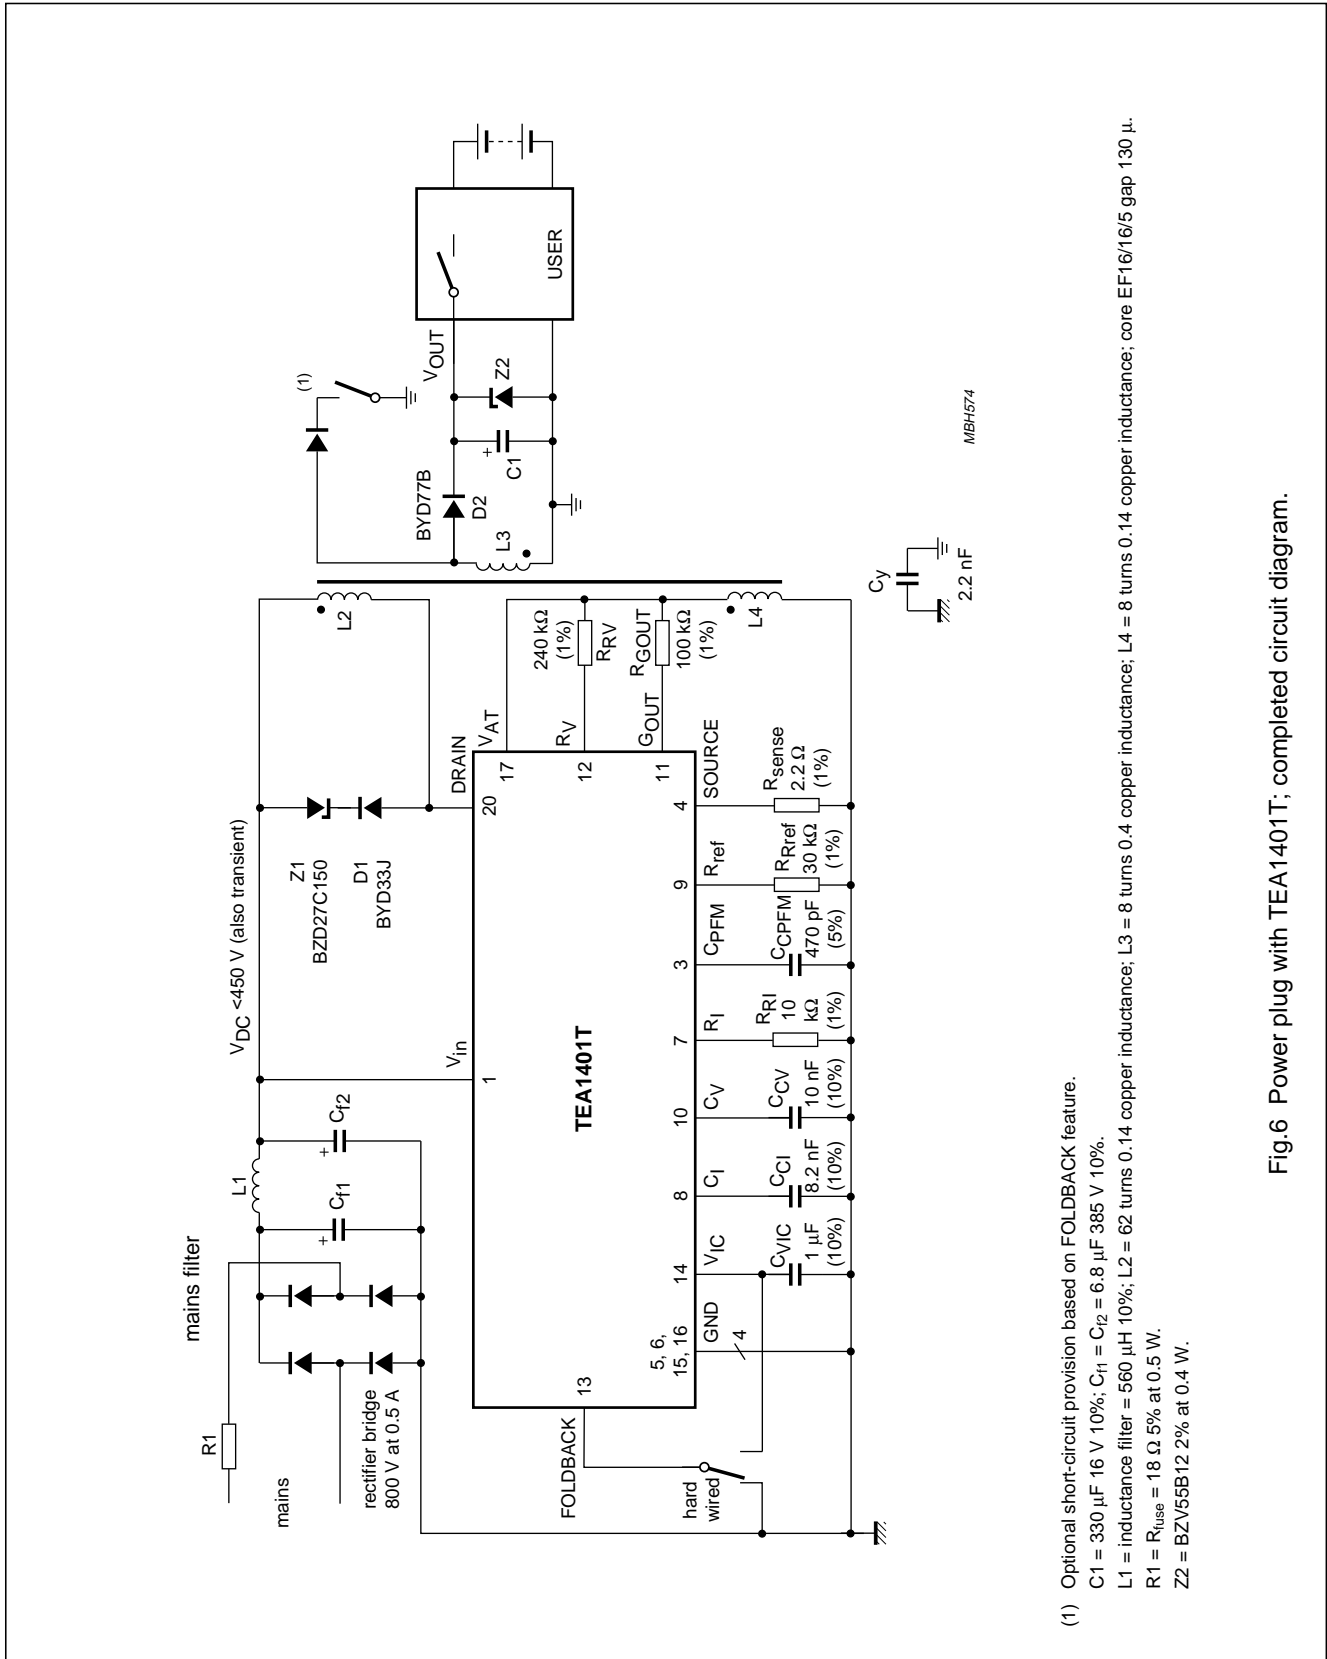 mains filter
R1
mains
rectifier bridge
800 V at 0.5 A
+
Cf1
L1
+
Cf2
VDC <450 V (also transient)
Z1
BZD27C150
D1
BYD33J
L2
(1)
BYD77B
D2
L3
+
C1
Z2
VOUT
USER
FOLDBACK
13
hard
wired
Vin
1
TEA1401T
DRAIN
20
VAT
17
RV
12
GOUT
11
240 kΩ
(1%)
RRV
RGOUT
100 kΩ
(1%)
L4
5, 6,
15, 16
GND
4
14
VIC
CVIC
1 μF
(10%)
8
CI
CCI
8.2 nF
(10%)
10
CV
CCV
10 nF
(10%)
7
RI
RRI
10
kΩ
(1%)
3
CPFM
CCPFM
470 pF
(5%)
9
Rref
RRref
30 kΩ
(1%)
4
SOURCE
Rsense
2.2 Ω
(1%)
Cy
2.2 nF
MBH574
(1) Optional short-circuit provision based on FOLDBACK feature.
C1 = 330 μF 16 V 10%; Cf1 = Cf2 = 6.8 μF 385 V 10%.
L1 = inductance filter = 560 μH 10%; L2 = 62 turns 0.14 copper inductance; L3 = 8 turns 0.4 copper inductance; L4 = 8 turns 0.14 copper inductance; core EF16/16/5 gap 130 μ.
R1 = Rfuse = 18 Ω 5% at 0.5 W.
Z2 = BZV55B12 2% at 0.4 W.
Fig.6 Power plug with TEA1401T; completed circuit diagram.